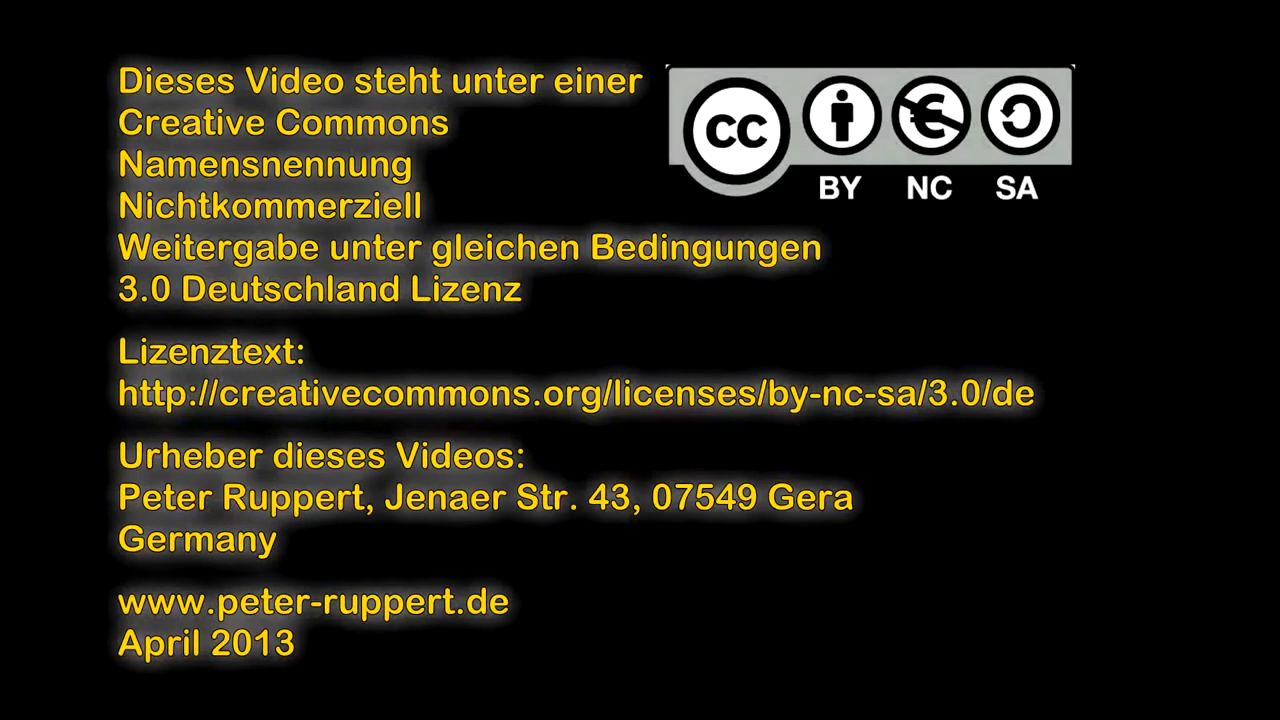 Dieses Video steht unter einer
Creative Commons
Namensnennung
Nichtkommerziell
Weitergabe unter gleichen Bedingungen
3.0 Deutschland Lizenz
cc
BY NC SA
Lizenztext:
http://creativecommons.org/licenses/by-nc-sa/3.0/de
Urheber dieses Videos:
Peter Ruppert, Jenaer Str. 43, 07549 Gera
Germany
www.peter-ruppert.de
April 2013